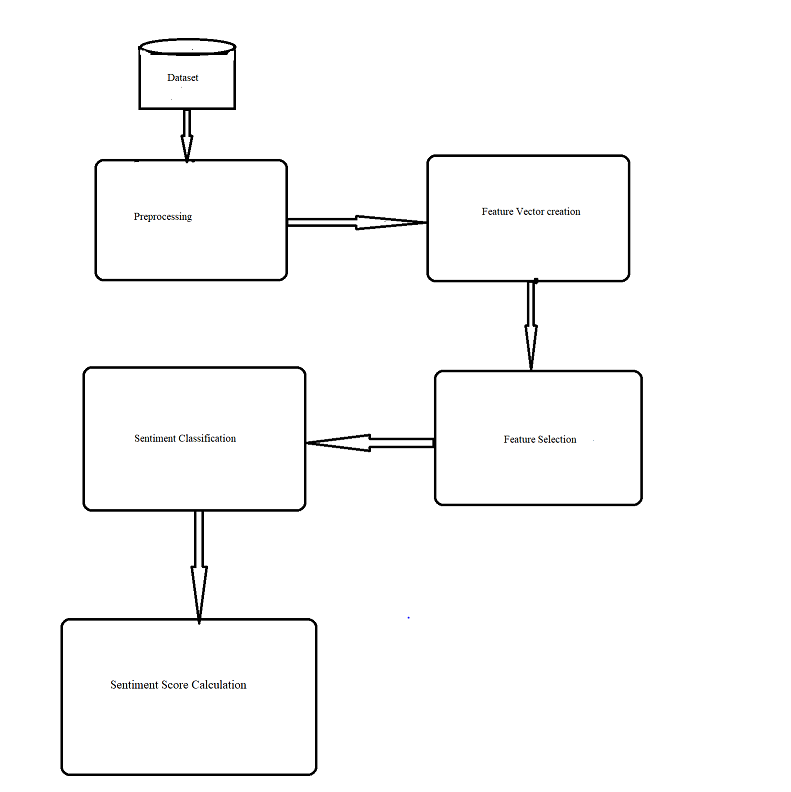 Dataset
Preprocessing
Feature Vector creation
Feature Selection
Sentiment Classification
Sentiment Score Calculation